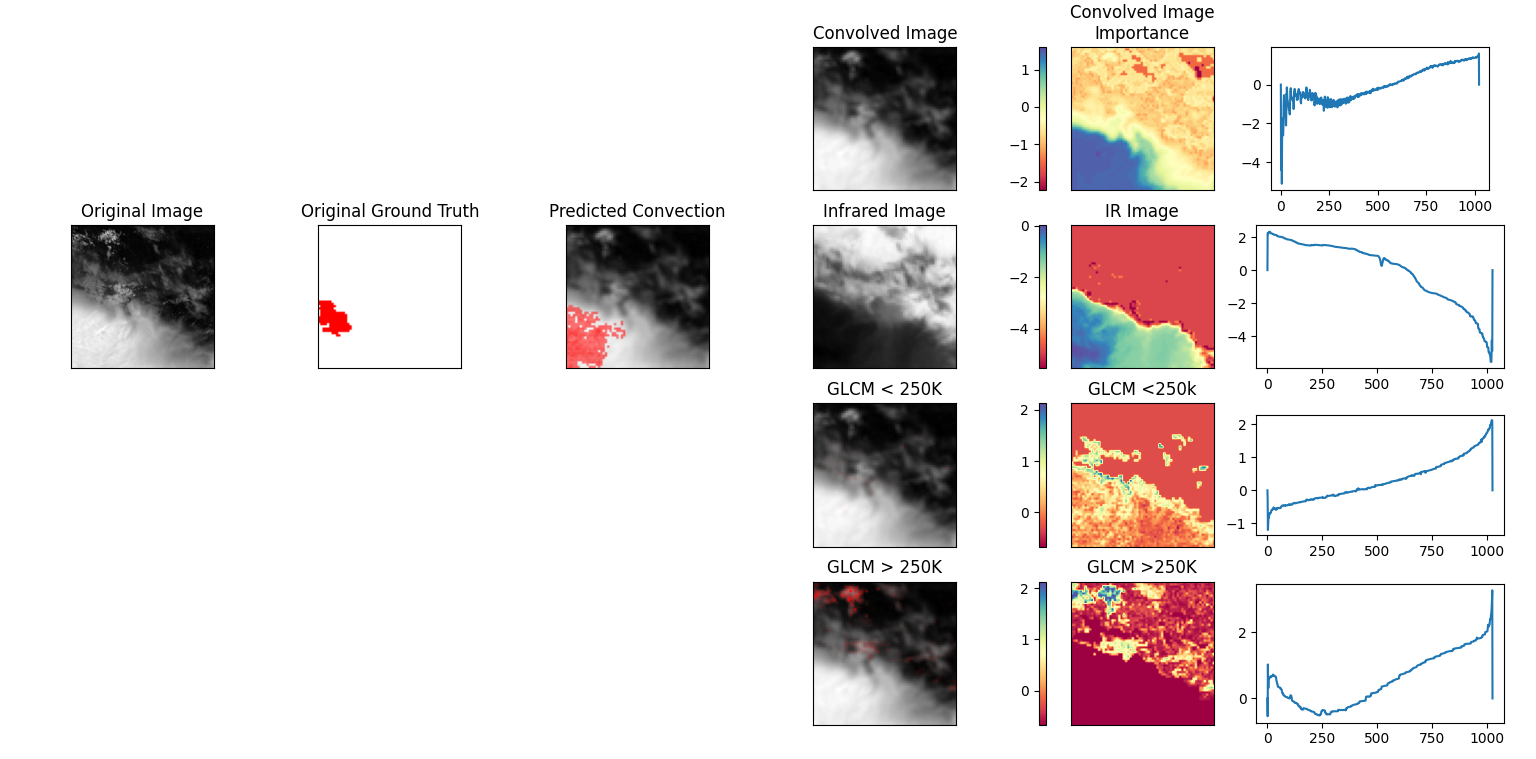 Original Image
Original Ground Truth
Predicted Convection
Convolved Image
1
0
−1
−2
Convolved Image
Importance
0
−2
−4
0 250 500 750 1000
Infrared Image
0
−2
−4
IR Image
2
0
−2
−4
0 250 500 750 1000
GLCM < 250K
2
1
0
GLCM <250k
2
1
0
−1
0 250 500 750 1000
GLCM > 250K
2
1
0
GLCM >250K
2
0
0 250 500 750 1000